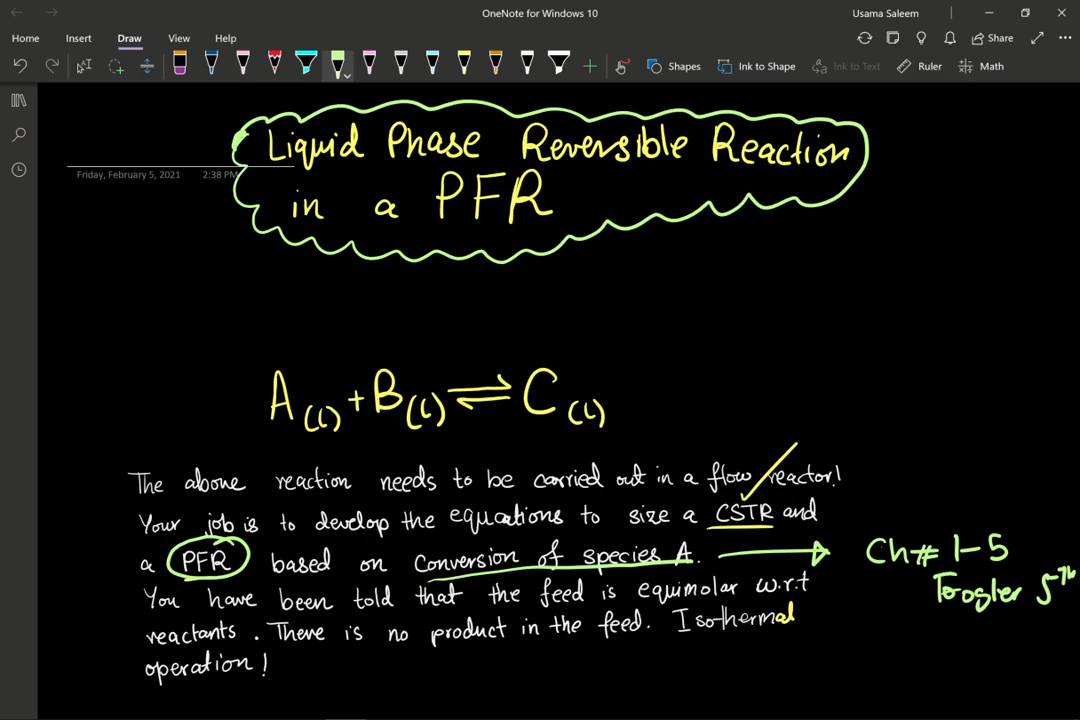 OneNote for Windows 10
Usama Saleem
Home Insert Draw View Help
Share
Shapes Ink to Shape Ink to Text Ruler Math
Liquid Phase Reversible Reaction
in a PFR
Friday, February 5, 2021 2:38 PM
A(l) + B(l) ⇌ C(l)
The above reaction needs to be carried out in a flow reactor!
Your job is to develop the equations to size a CSTR and
a PFR based on conversion of species A. → Ch# 1-5
Foogler 5th
You have been told that the feed is equimolar w.r.t
reactants. There is no product in the feed. Isothermal
operation!